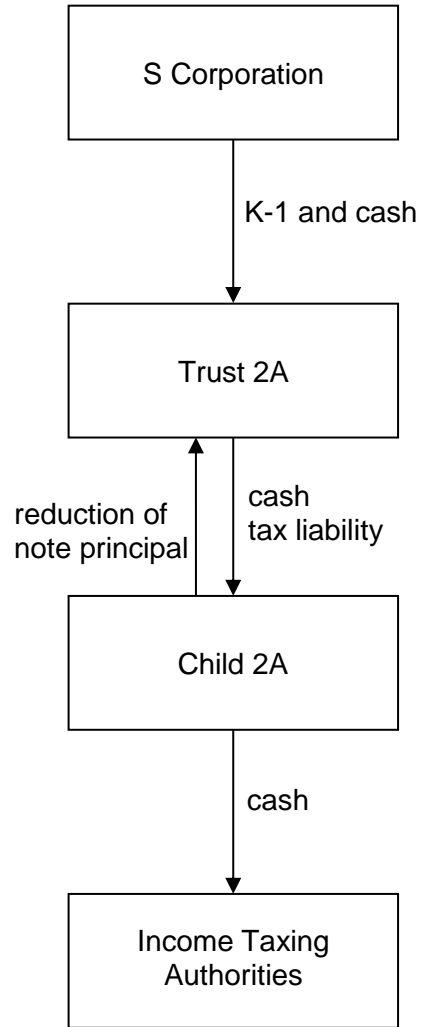 S Corporation
K-1 and cash
Trust 2A
reduction of
note principal
cash
tax liability
Child 2A
cash
Income Taxing
Authorities